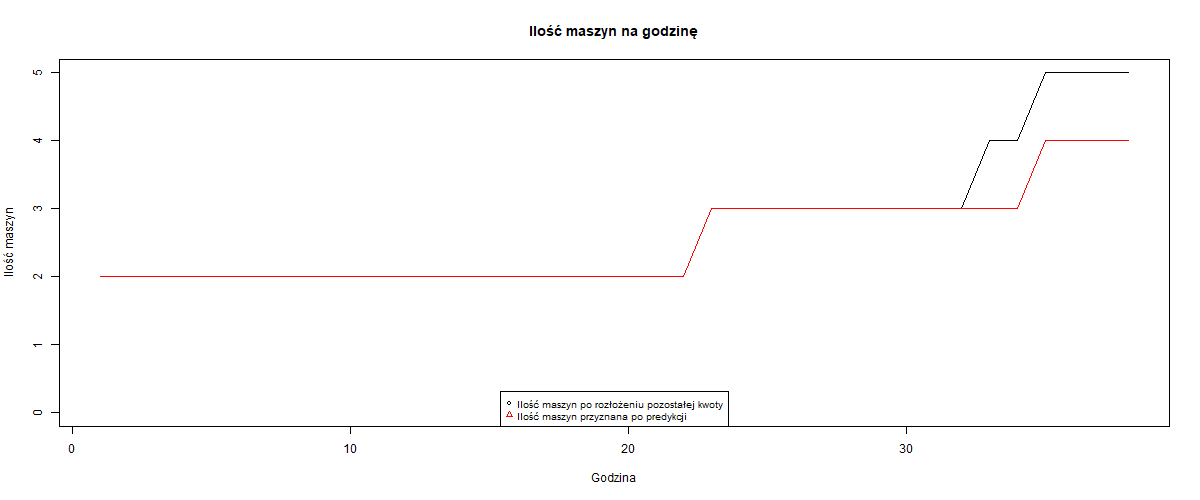 Ilość maszyn na godzinę
Ilość maszyn
5
4
3
2
1
0
Ilość maszyn po rozłożeniu pozostałej kwoty
Ilość maszyn przyznana po predykcji
0 10 20 30
Godzina